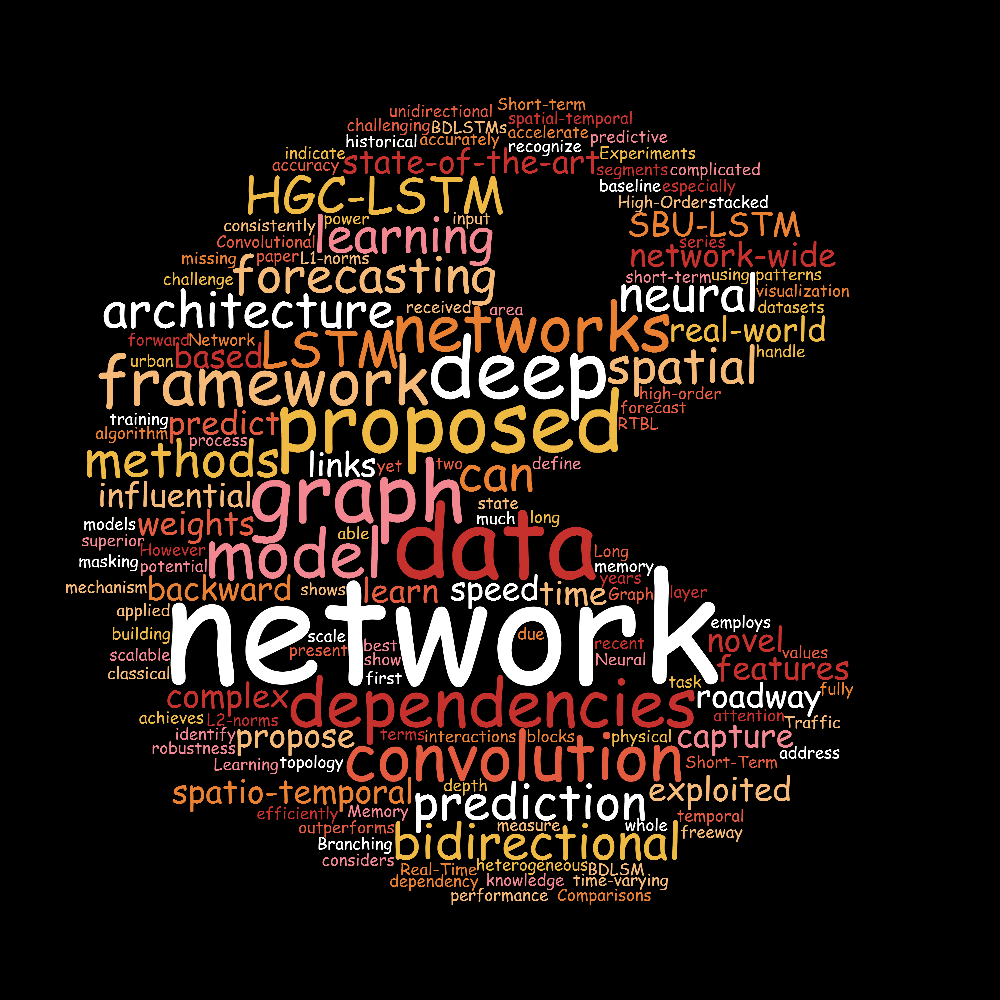 unidirectional Short-term
challenging BDLSTMs spatial-temporal
historical accurately accelerate predictive
recognize
indicate Experiments
accuracy state-of-the-art segments complicated
baseline especially
HGC-LSTM High-Order stacked
power input
consistently learning SBU-LSTM
Convolutional series
missing paper L1-norms network-wide
challenge forecasting short-term using patterns
neural visualization
architecture received area datasets
networks real-world
forward Network LSTM
urban based deep spatial handle
framework high-order
forecast
training predict proposed RTBL
algorithm
process
methods links yet two can define
influential graph state
models weights much long
superior able data
However model Long
masking potential memory
years
mechanism backward shows learn speed time Graph layer
applied network employs
building scale due novel
present best recent values
scalable show Neural features
classical first task
complex dependencies roadway fully
achieves L2-norms attention Traffic
identify propose terms interactions blocks physical capture
robustness convolution address
Learning topology Short-Term
spatio-temporal depth prediction exploited
efficiently Memory temporal
outperforms measure whole freeway
Branching bidirectional
considers
Real-Time heterogeneous BDLSM
dependency knowledge time-varying
performance Comparisons